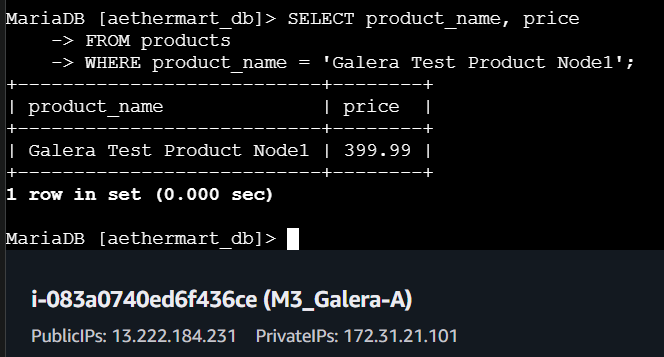 MariaDB [aethermart_db]> SELECT product_name, price
    -> FROM products
    -> WHERE product_name = 'Galera Test Product Node1';
+---------------------------+--------+
| product_name              | price  |
+---------------------------+--------+
| Galera Test Product Node1 | 399.99 |
+---------------------------+--------+
1 row in set (0.000 sec)
MariaDB [aethermart_db]>
i-083a0740ed6f436ce (M3_Galera-A)
PublicIPs: 13.222.184.231 PrivateIPs: 172.31.21.101